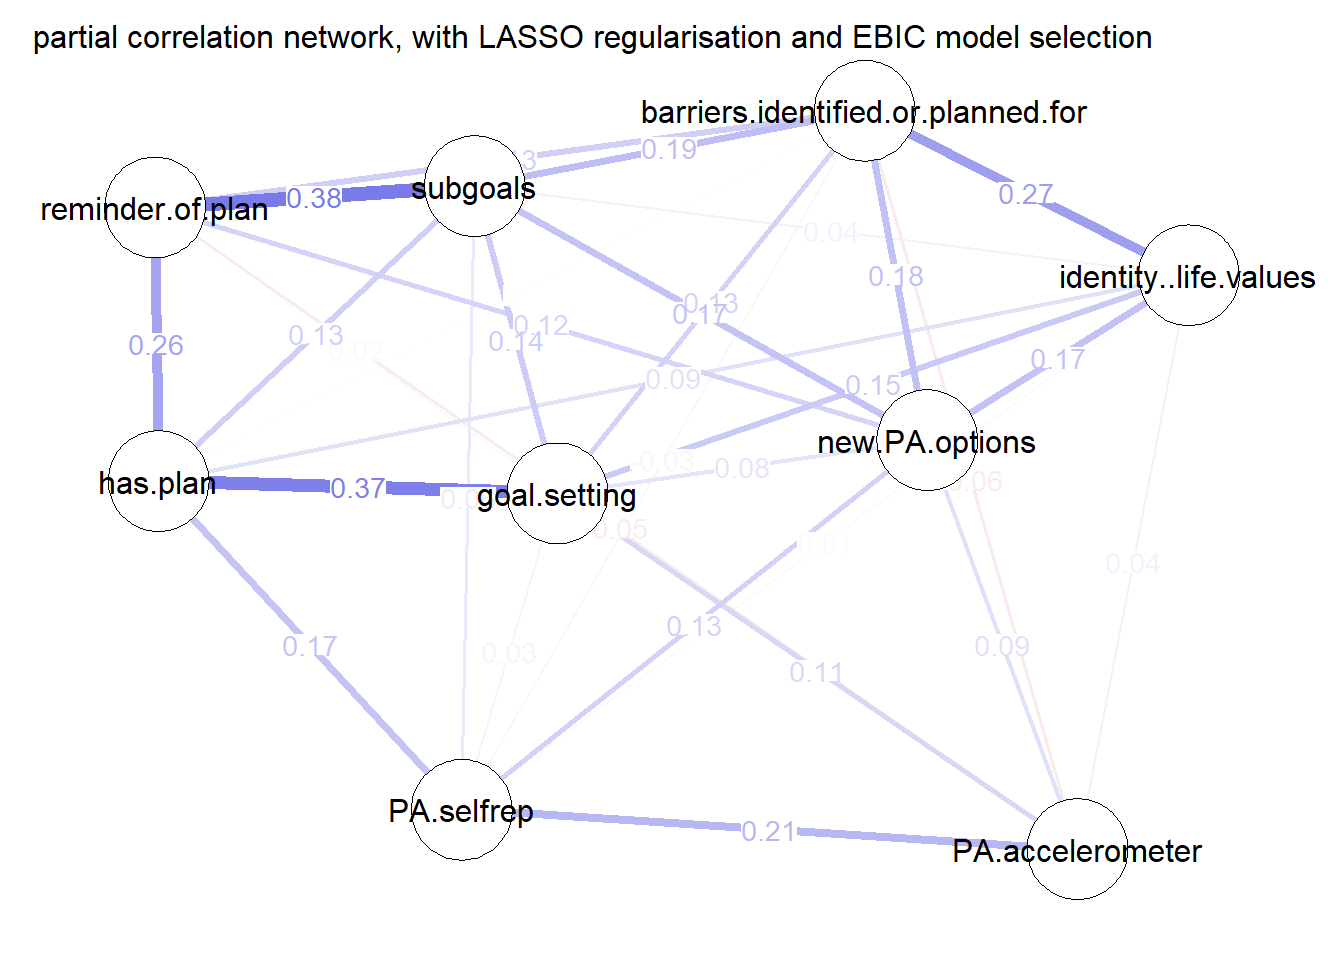 partial correlation network, with LASSO regularisation and EBIC model selection
barriers.identified.or.planned.for
0.19
subgoals
0.38
reminder.of.plan
0.27
0.04
identity..life.values
0.18
0.13
0.17
0.12
0.13
0.14
0.26
0.02
0.17
0.09
0.15
new.PA.options
0.03
0.08
has.plan
0.37
goal.setting
0.06
0.05
0.01
0.04
0.13
0.17
0.09
0.03
0.11
PA.selfrep
0.21
PA.accelerometer